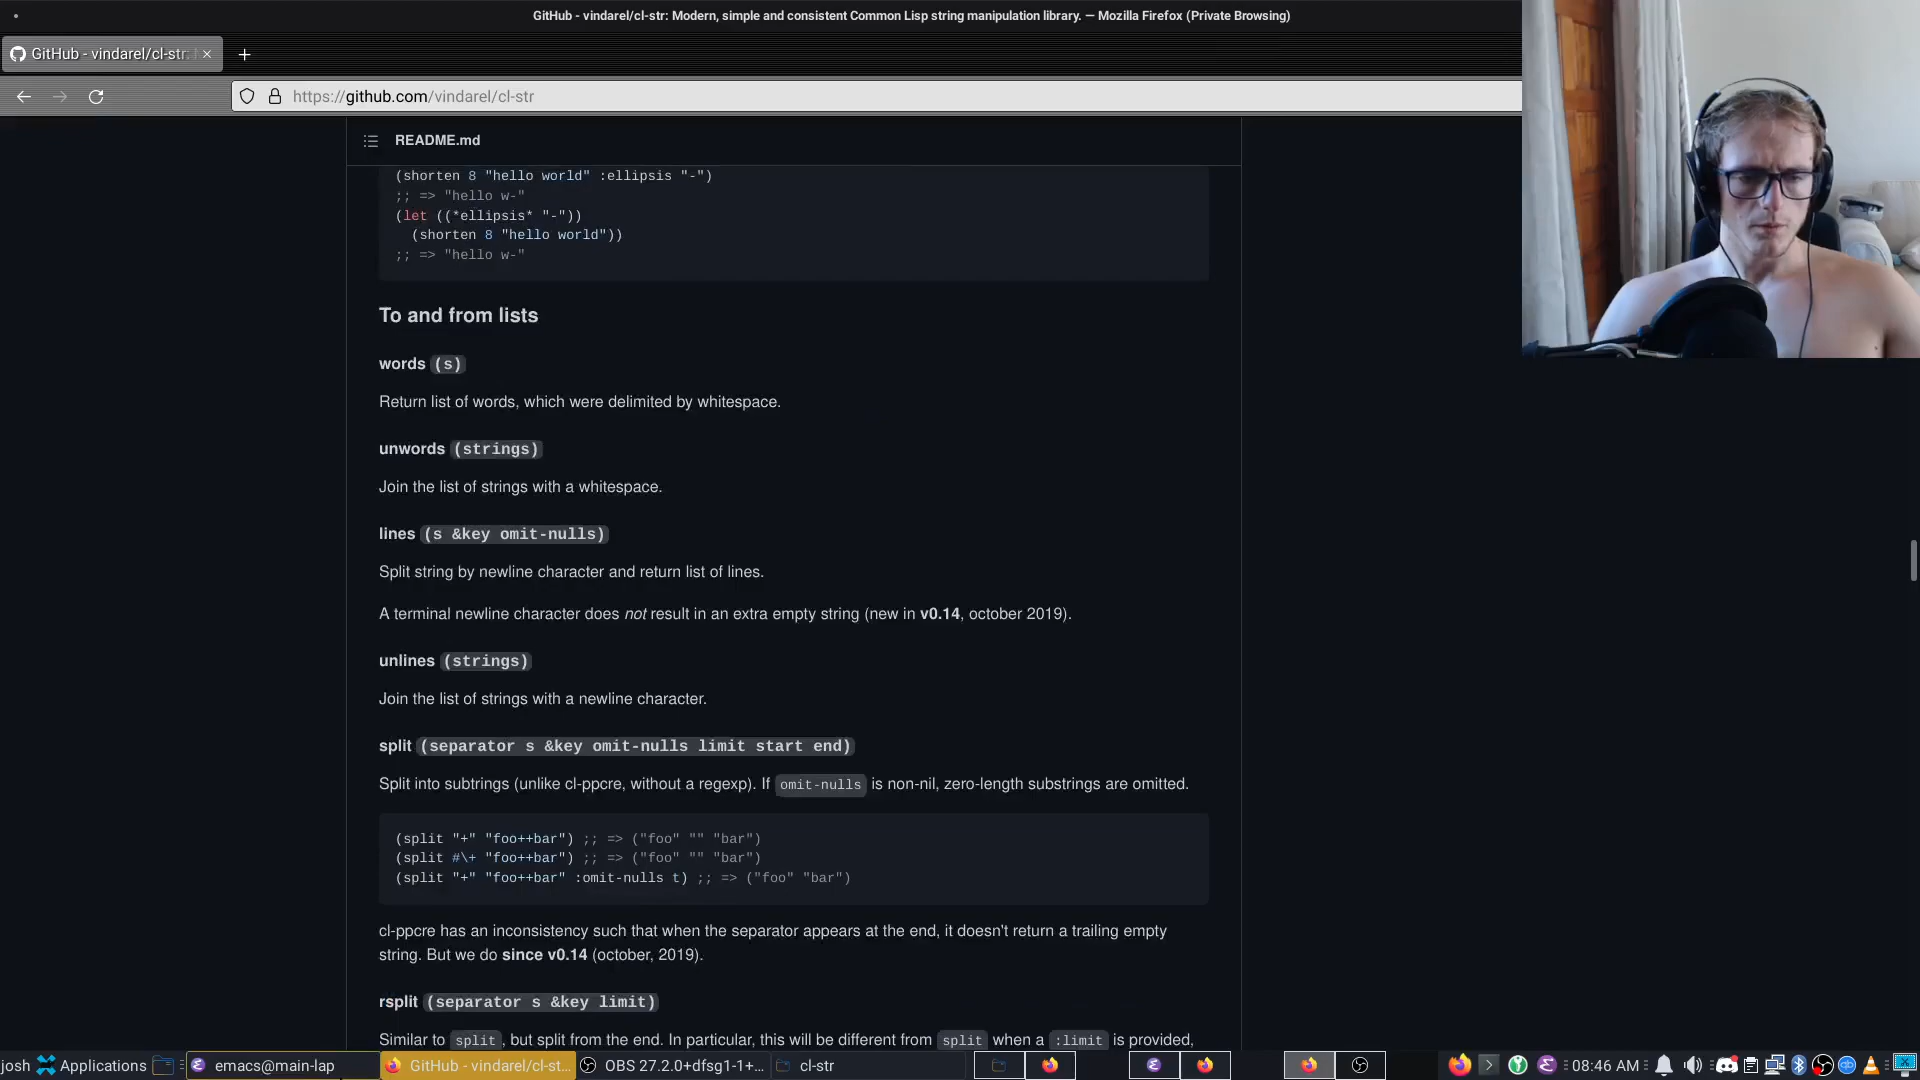 GitHub - vindarel/cl-str: Modern, simple and consistent Common Lisp string manipulation library. — Mozilla Firefox (Private Browsing)
GitHub - vindarel/cl-str:
https://github.com/vindarel/cl-str
README.md
(shorten 8 "hello world" :ellipsis "-")
;; => "hello w-"
(let ((*ellipsis* "-"))
(shorten 8 "hello world"))
;; => "hello w-"
To and from lists
words (s)
Return list of words, which were delimited by whitespace.
unwords (strings)
Join the list of strings with a whitespace.
lines (s &key omit-nulls)
Split string by newline character and return list of lines.
A terminal newline character does not result in an extra empty string (new in v0.14, october 2019).
unlines (strings)
Join the list of strings with a newline character.
split (separator s &key omit-nulls limit start end)
Split into subtrings (unlike cl-ppcre, without a regexp). If omit-nulls is non-nil, zero-length substrings are omitted.
(split "+" "foo++bar") ;; => ("foo" "" "bar")
(split #\+ "foo++bar") ;; => ("foo" "" "bar")
(split "+" "foo++bar" :omit-nulls t) ;; => ("foo" "bar")
cl-ppcre has an inconsistency such that when the separator appears at the end, it doesn't return a trailing empty
string. But we do since v0.14 (october, 2019).
rsplit (separator s &key limit)
Similar to split, but split from the end. In particular, this will be different from split when a :limit is provided,
josh Applications emacs@main-lap GitHub - vindarel/cl-st... OBS 27.2.0+dfsg1-1+... cl-str 08:46 AM